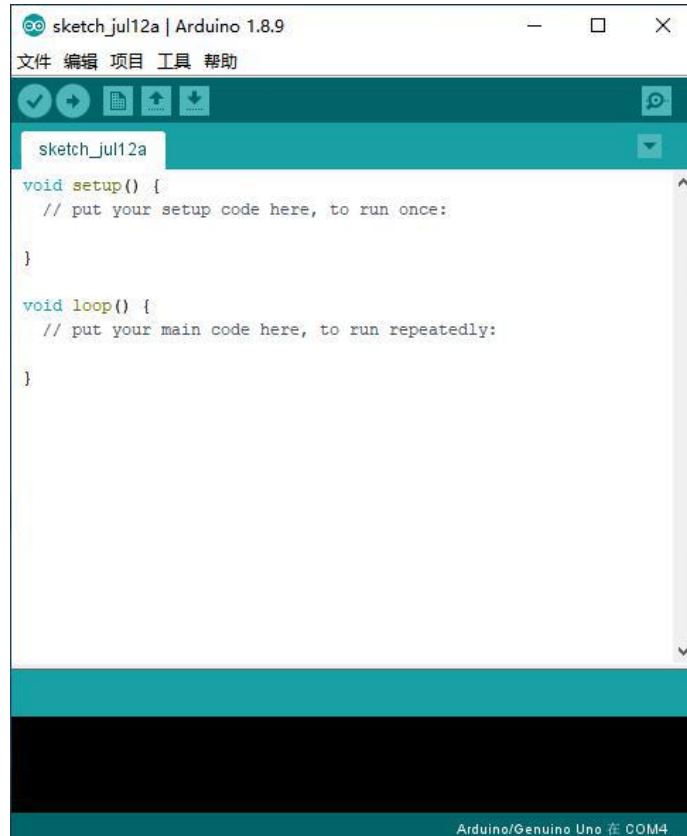 sketch_jul12a | Arduino 1.8.9
文件 编辑 项目 工具 帮助
sketch_jul12a
void setup() {
  // put your setup code here, to run once:
}
void loop() {
  // put your main code here, to run repeatedly:
}
Arduino/Genuino Uno 在 COM4